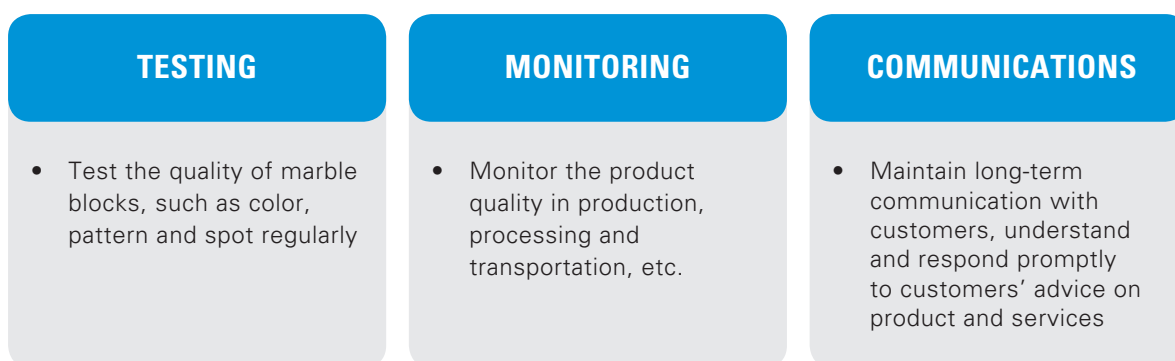 TESTING
• Test the quality of marble
blocks, such as color,
pattern and spot regularly
MONITORING
• Monitor the product
quality in production,
processing and
transportation, etc.
COMMUNICATIONS
• Maintain long-term
communication with
customers, understand
and respond promptly
to customers’ advice on
product and services